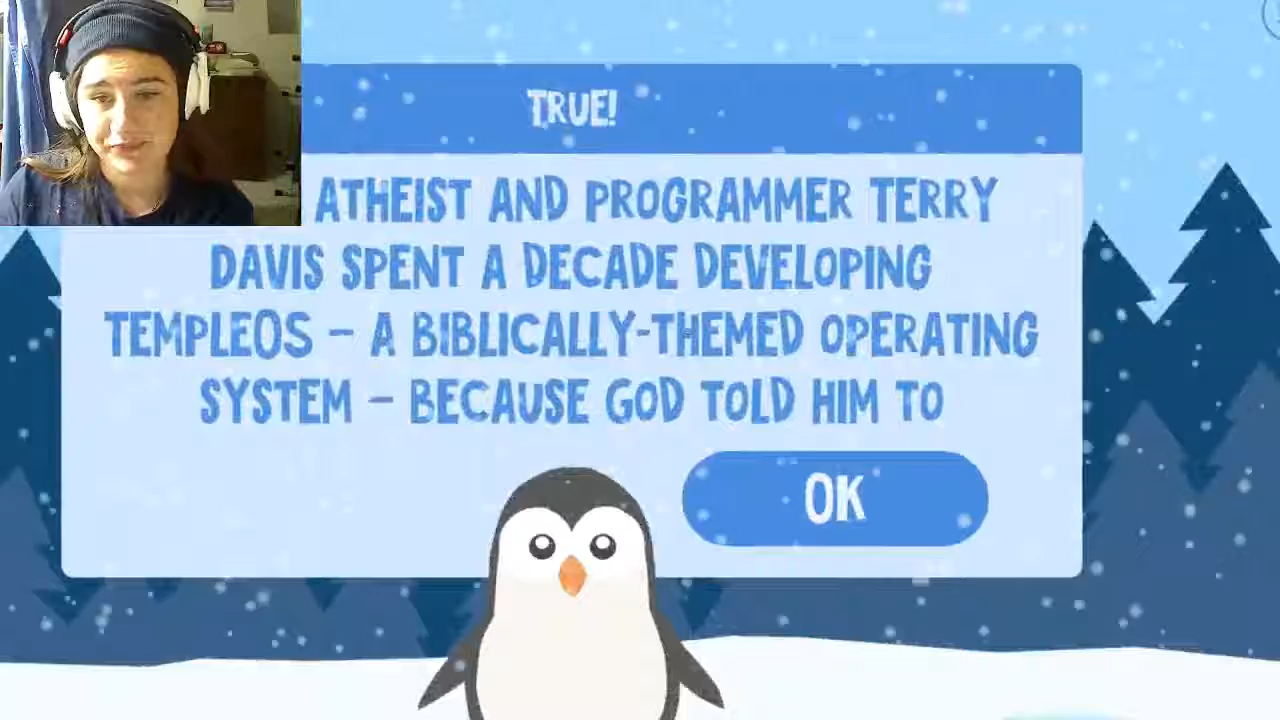 TRUE!
ATHEIST AND PROGRAMMER TERRY
DAVIS SPENT A DECADE DEVELOPING
TEMPLEOS – A BIBLICALLY-THEMED OPERATING
SYSTEM – BECAUSE GOD TOLD HIM TO
OK